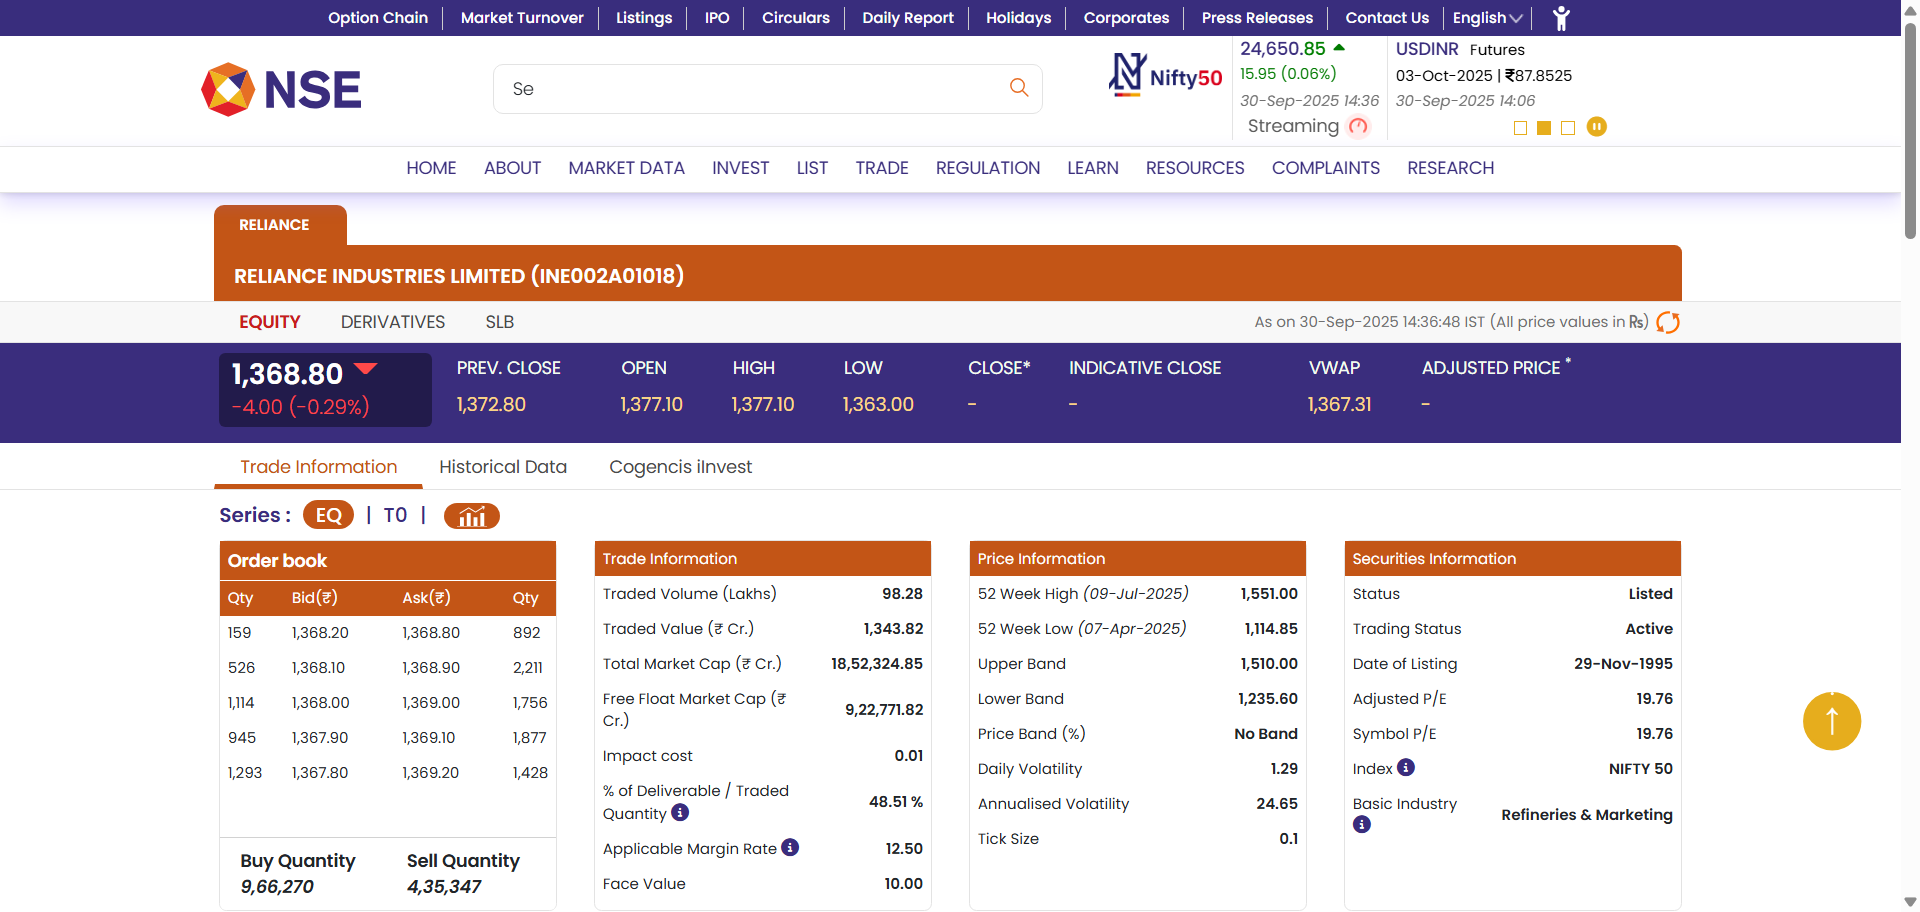 Option Chain | Market Turnover | Listings | IPO | Circulars | Daily Report | Holidays | Corporates | Press Releases | Contact Us | English
NSE
Se
Nifty50
24,650.85
15.95 (0.06%)
30-Sep-2025 14:36
Streaming
USDINR Futures
03-Oct-2025 | ₹87.8525
30-Sep-2025 14:06
HOME ABOUT MARKET DATA INVEST LIST TRADE REGULATION LEARN RESOURCES COMPLAINTS RESEARCH
RELIANCE
RELIANCE INDUSTRIES LIMITED (INE002A01018)
EQUITY DERIVATIVES SLB
As on 30-Sep-2025 14:36:48 IST (All price values in ₨)
1,368.80
-4.00 (-0.29%)
PREV. CLOSE OPEN HIGH LOW CLOSE* INDICATIVE CLOSE VWAP ADJUSTED PRICE *
1,372.80 1,377.10 1,377.10 1,363.00 - - 1,367.31 -
Trade Information Historical Data Cogencis iInvest
Series : EQ | T0 |
Order book
Qty Bid(₹) Ask(₹) Qty
159 1,368.20 1,368.80 892
526 1,368.10 1,368.90 2,211
1,114 1,368.00 1,369.00 1,756
945 1,367.90 1,369.10 1,877
1,293 1,367.80 1,369.20 1,428
Buy Quantity Sell Quantity
9,66,270 4,35,347
Trade Information
Traded Volume (Lakhs) 98.28
Traded Value (₹ Cr.) 1,343.82
Total Market Cap (₹ Cr.) 18,52,324.85
Free Float Market Cap (₹
Cr.) 9,22,771.82
Impact cost 0.01
% of Deliverable / Traded
Quantity 48.51 %
Applicable Margin Rate 12.50
Face Value 10.00
Price Information
52 Week High (09-Jul-2025) 1,551.00
52 Week Low (07-Apr-2025) 1,114.85
Upper Band 1,510.00
Lower Band 1,235.60
Price Band (%) No Band
Daily Volatility 1.29
Annualised Volatility 24.65
Tick Size 0.1
Securities Information
Status Listed
Trading Status Active
Date of Listing 29-Nov-1995
Adjusted P/E 19.76
Symbol P/E 19.76
Index NIFTY 50
Basic Industry Refineries & Marketing